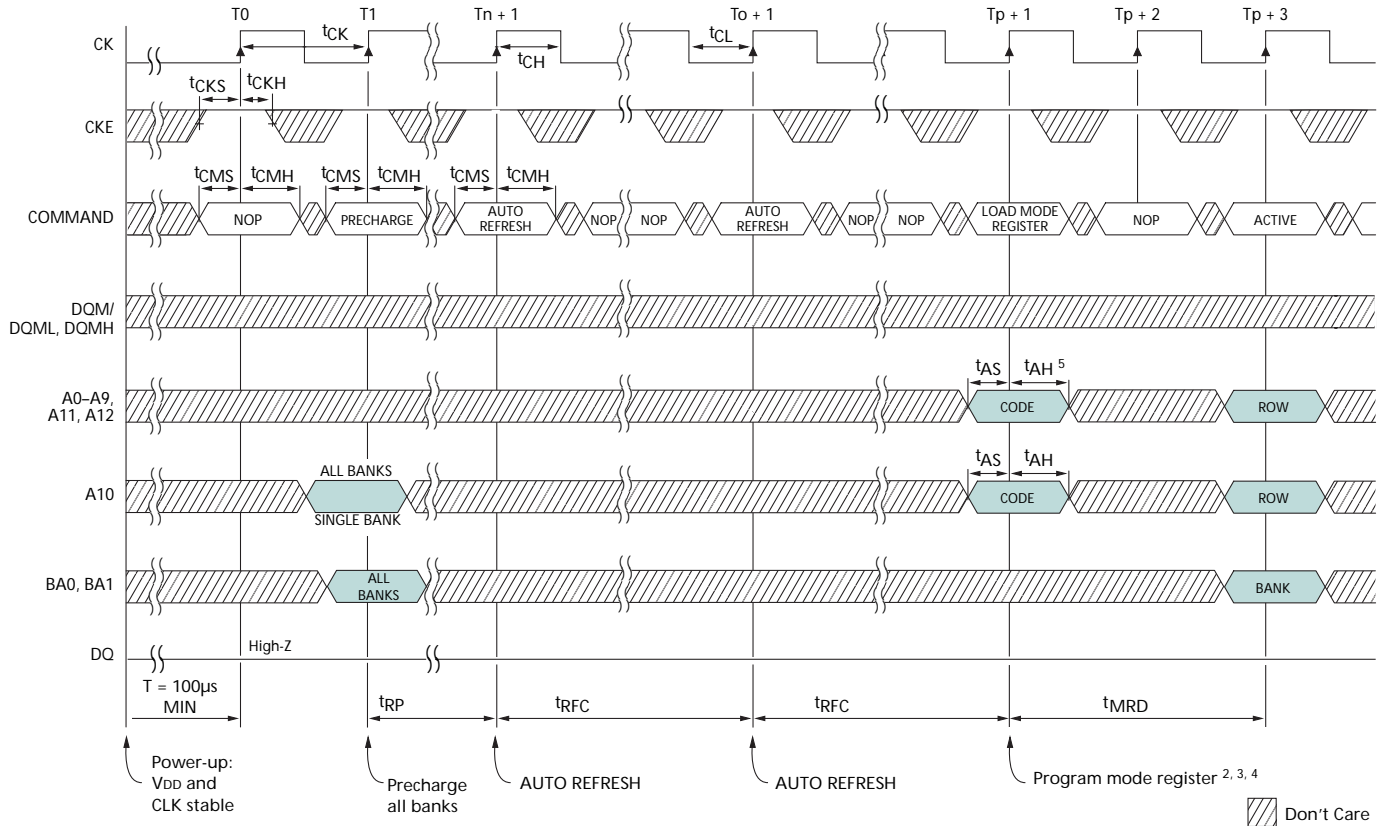 T0 T1 Tn + 1 To + 1 Tp + 1 Tp + 2 Tp + 3
CK tCK tCH tCL
tCKS tCKH
CKE
tCMS tCMH tCMS tCMH tCMS tCMH
COMMAND NOP PRECHARGE AUTO REFRESH NOP NOP AUTO REFRESH NOP NOP LOAD MODE REGISTER NOP ACTIVE
DQM/
DQML, DQMH
tAS tAH 5
A0–A9,
A11, A12 CODE ROW
ALL BANKS tAS tAH
A10 CODE ROW
SINGLE BANK
BA0, BA1 ALL BANKS BANK
DQ High-Z
T = 100µs
MIN tRP tRFC tRFC tMRD
Power-up:
VDD and
CLK stable
Precharge
all banks
AUTO REFRESH
AUTO REFRESH
Program mode register 2, 3, 4
Don't Care